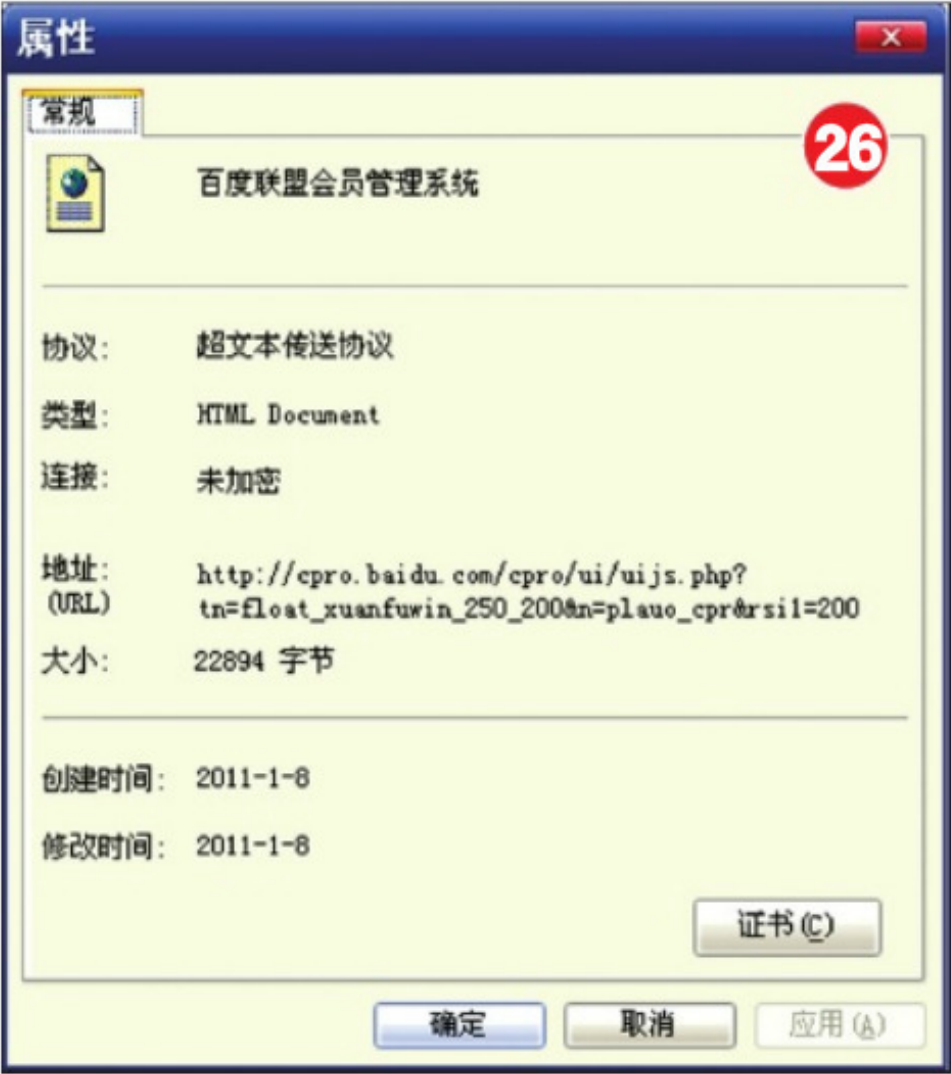 属性
常规
26
百度联盟会员管理系统
协议: 超文本传送协议
类型: HTML Document
连接: 未加密
地址: http://cpro.baidu.com/cpro/ui/uijs.php?
(URL) tn=float_xuanfuwin_250_200&n=plauo_cpr&rsi1=200
大小: 22894 字节
创建时间: 2011-1-8
修改时间: 2011-1-8
证书(C)
确定 取消 应用(A)